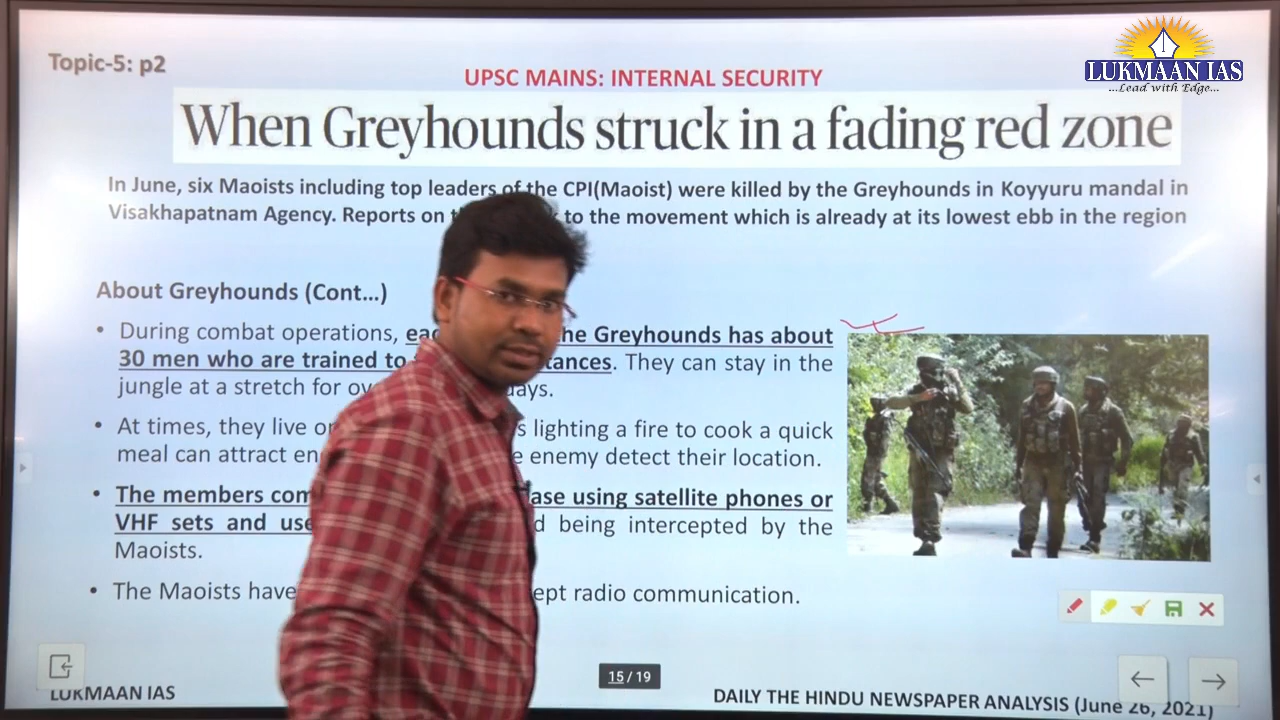 Topic-5: p2
UPSC MAINS: INTERNAL SECURITY
LUKMAAN IAS
...Lead with Edge...
When Greyhounds struck in a fading red zone
In June, six Maoists including top leaders of the CPI(Maoist) were killed by the Greyhounds in Koyyuru mandal in
Visakhapatnam Agency. Reports on to the movement which is already at its lowest ebb in the region
About Greyhounds (Cont...)
• During combat operations, he Greyhounds has about
30 men who are trained to tances. They can stay in the
jungle at a stretch for days.
• At times, they live lighting a fire to cook a quick
meal can attract enemy detect their location.
• The members using satellite phones or
VHF sets and use being intercepted by the
Maoists.
• The Maoists have radio communication.
15 / 19
LUKMAAN IAS
DAILY THE HINDU NEWSPAPER ANALYSIS (June 26, 2021)